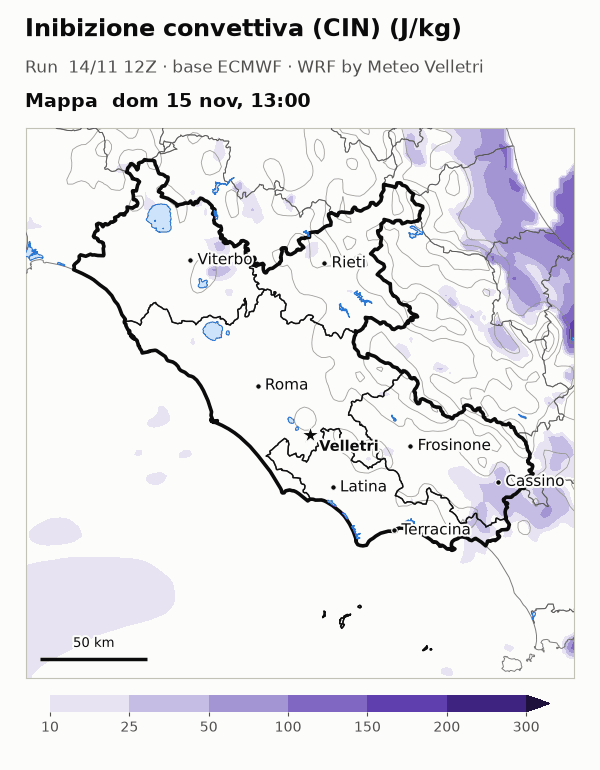 Inibizione convettiva (CIN) (J/kg)
Run  14/11 12Z · base ECMWF · WRF by Meteo Velletri
Mappa  dom 15 nov, 13:00
Viterbo
Rieti
Roma
Velletri
Frosinone
Latina
Cassino
Terracina
50 km
10 25 50 100 150 200 300